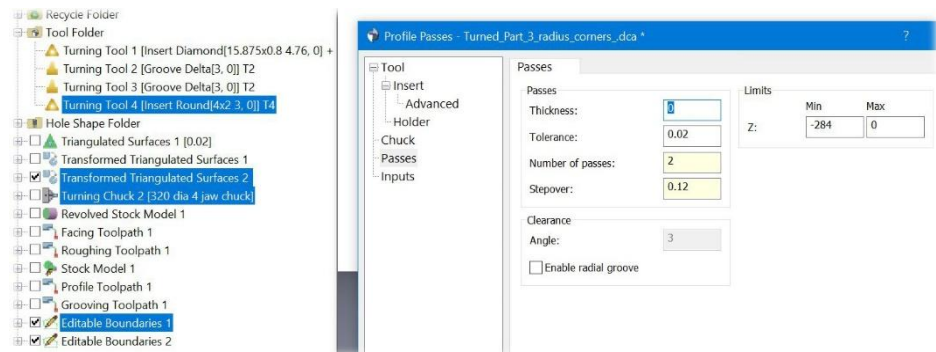 Recycle Folder
Tool Folder
Turning Tool 1 [Insert Diamond[15.875x0.8 4.76, 0] +
Turning Tool 2 [Groove Delta[3, 0]] T2
Turning Tool 3 [Groove Delta[3, 0]] T2
Turning Tool 4 [Insert Round[4x2 3, 0]] T4
Hole Shape Folder
Triangulated Surfaces 1 [0.02]
Transformed Triangulated Surfaces 1
Transformed Triangulated Surfaces 2
Turning Chuck 2 [320 dia 4 jaw chuck]
Revolved Stock Model 1
Facing Toolpath 1
Roughing Toolpath 1
Stock Model 1
Profile Toolpath 1
Grooving Toolpath 1
Editable Boundaries 1
Editable Boundaries 2
Profile Passes - Turned_Part_3_radius_corners_.dca * ?
Tool
Insert
Advanced
Holder
Chuck
Passes
Inputs
Passes
Passes
Thickness: 0
Tolerance: 0.02
Number of passes: 2
Stepover: 0.12
Clearance
Angle: 3
Enable radial groove
Limits
Min Max
Z: -284 0